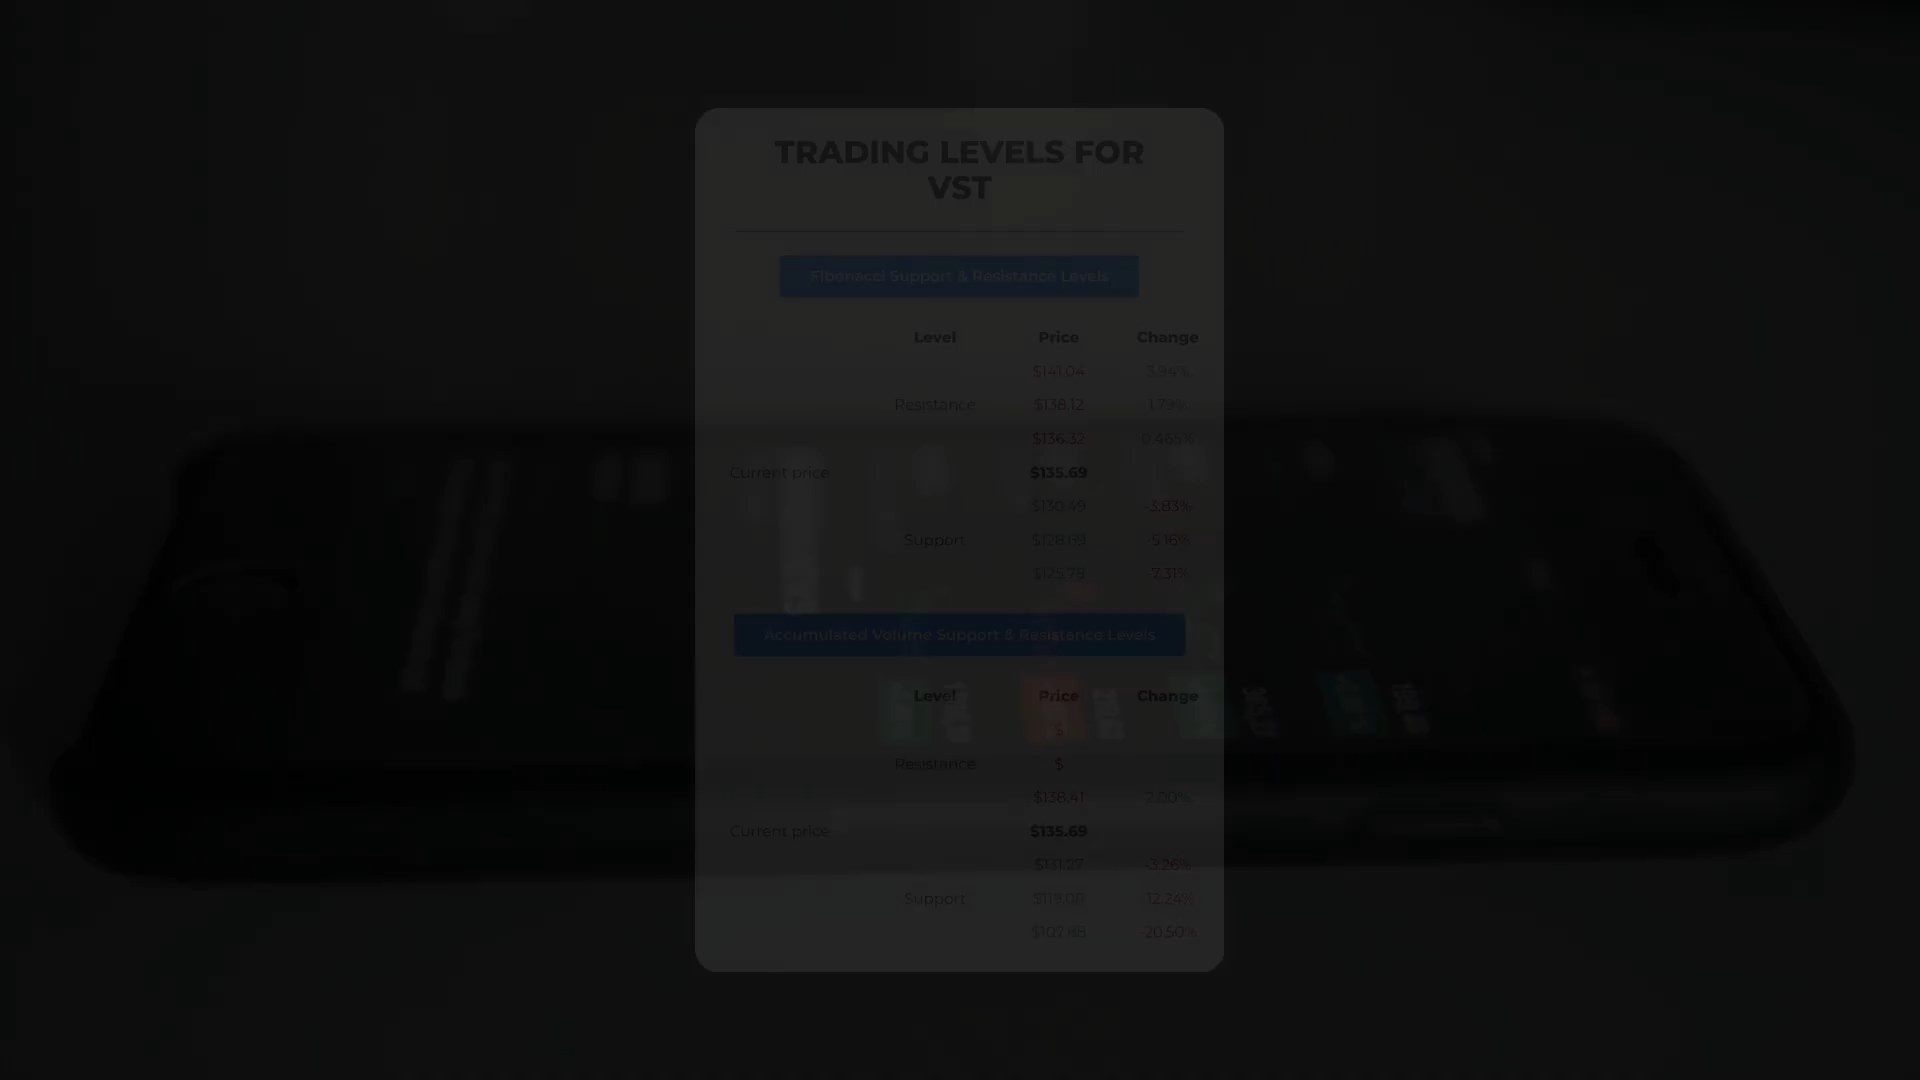 TRADING LEVELS FOR
VST
Fibonacci Support & Resistance Levels
Level Price Change
$141.04 3.94%
Resistance $138.12 1.79%
$136.32 0.465%
Current price $135.69
$130.49 -3.83%
Support $128.69 -5.16%
$125.78 -7.31%
Accumulated Volume Support & Resistance Levels
Level Price Change
$
Resistance $
$138.41 2.00%
Current price $135.69
$131.27 -3.26%
Support $119.08 -12.24%
$107.86 -20.50%